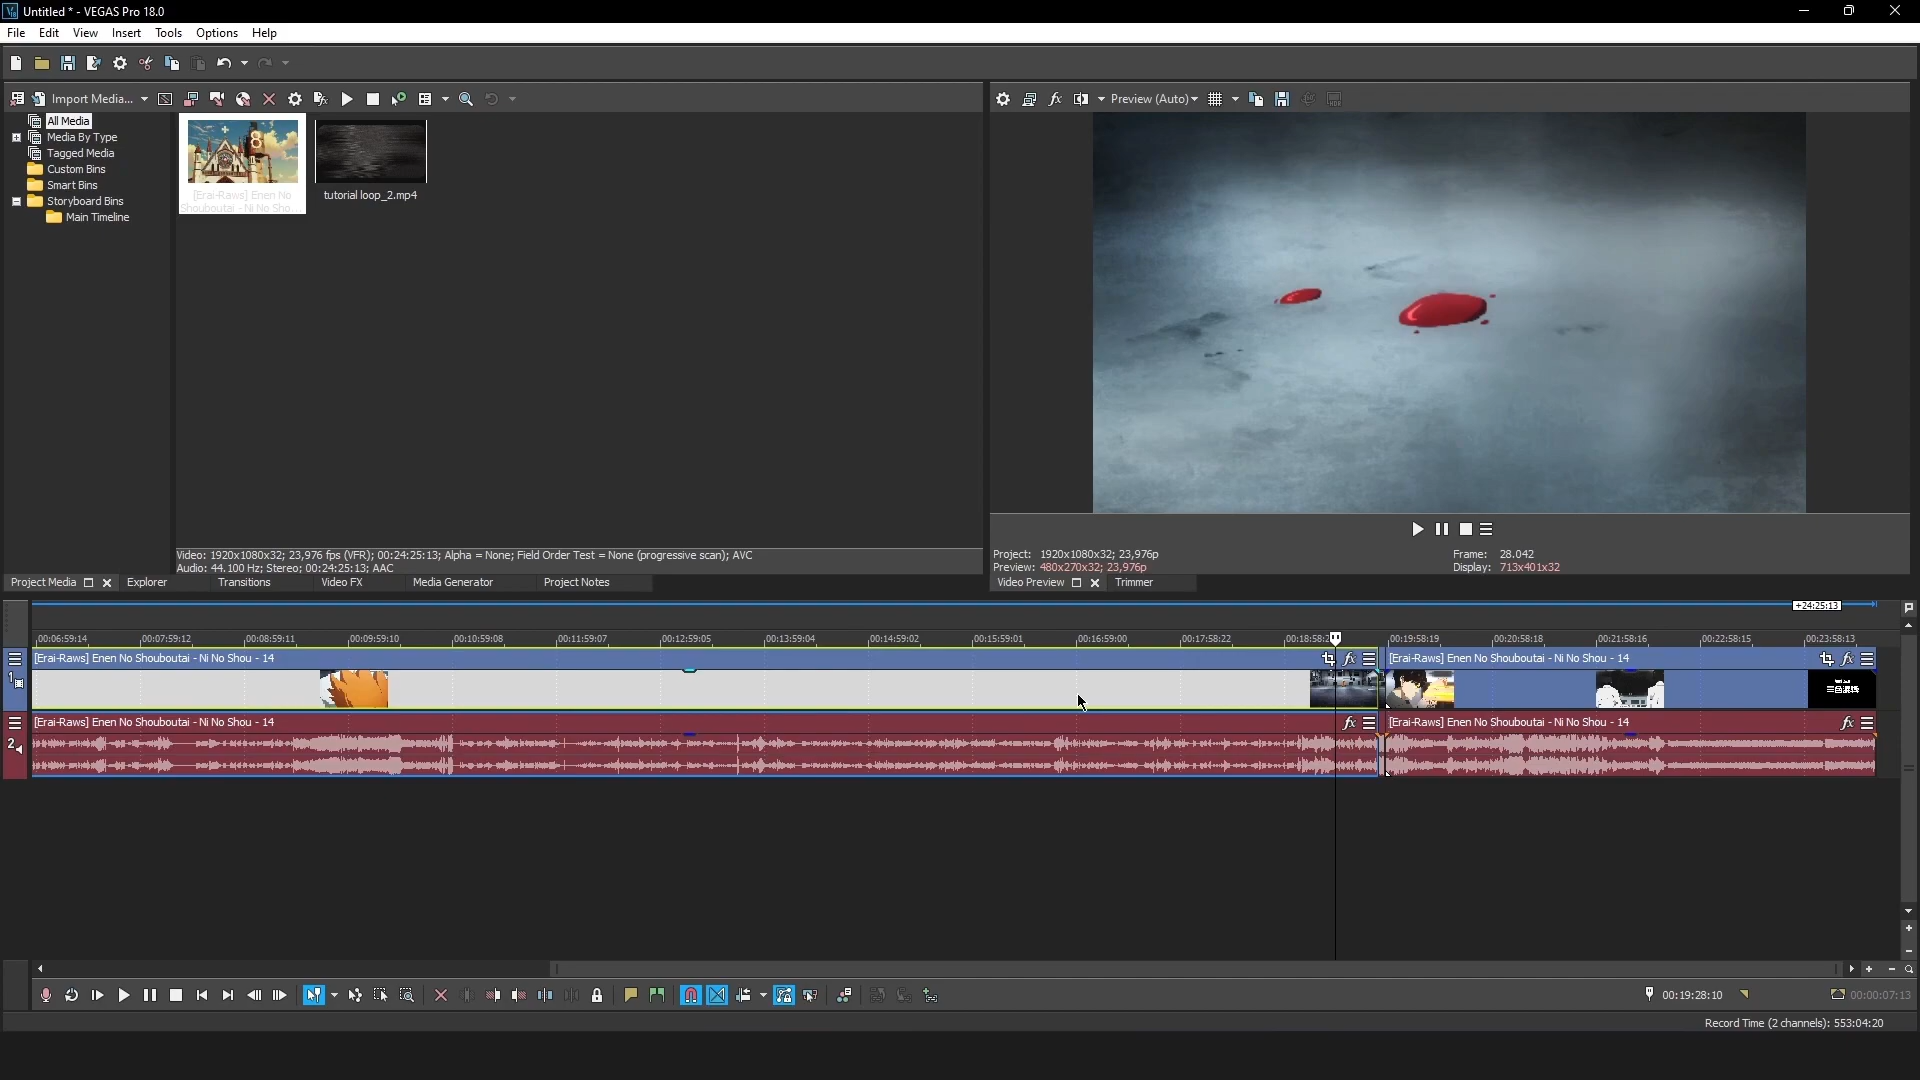 Untitled * - VEGAS Pro 18.0
File Edit View Insert Tools Options Help
Import Media...
Preview (Auto)
All Media
Media By Type
Tagged Media
Custom Bins
Smart Bins
Storyboard Bins
Main Timeline
8
[Erai-Raws] Enen No
Shouboutai - Ni No Sho...
tutorial loop_2.mp4
Video: 1920x1080x32; 23,976 fps (VFR); 00:24:25:13; Alpha = None; Field Order Test = None (progressive scan); AVC
Audio: 44.100 Hz; Stereo; 00:24:25:13; AAC
Project Media Explorer Transitions Video FX Media Generator Project Notes
Project: 1920x1080x32; 23,976p
Preview: 480x270x32; 23,976p
Frame: 28.042
Display: 713x401x32
Video Preview Trimmer
+24:25:13
00:06:59:14 00:07:59:12 00:08:59:11 00:09:59:10 00:10:59:08 00:11:59:07 00:12:59:05 00:13:59:04 00:14:59:02 00:15:59:01 00:16:59:00 00:17:58:22 00:18:58:2 00:19:58:19 00:20:58:18 00:21:58:16 00:22:58:15 00:23:58:13
[Erai-Raws] Enen No Shouboutai - Ni No Shou - 14 fx [Erai-Raws] Enen No Shouboutai - Ni No Shou - 14 fx
1
[Erai-Raws] Enen No Shouboutai - Ni No Shou - 14 fx [Erai-Raws] Enen No Shouboutai - Ni No Shou - 14 fx
2
00:19:28:10 00:00:07:13
Record Time (2 channels): 553:04:20